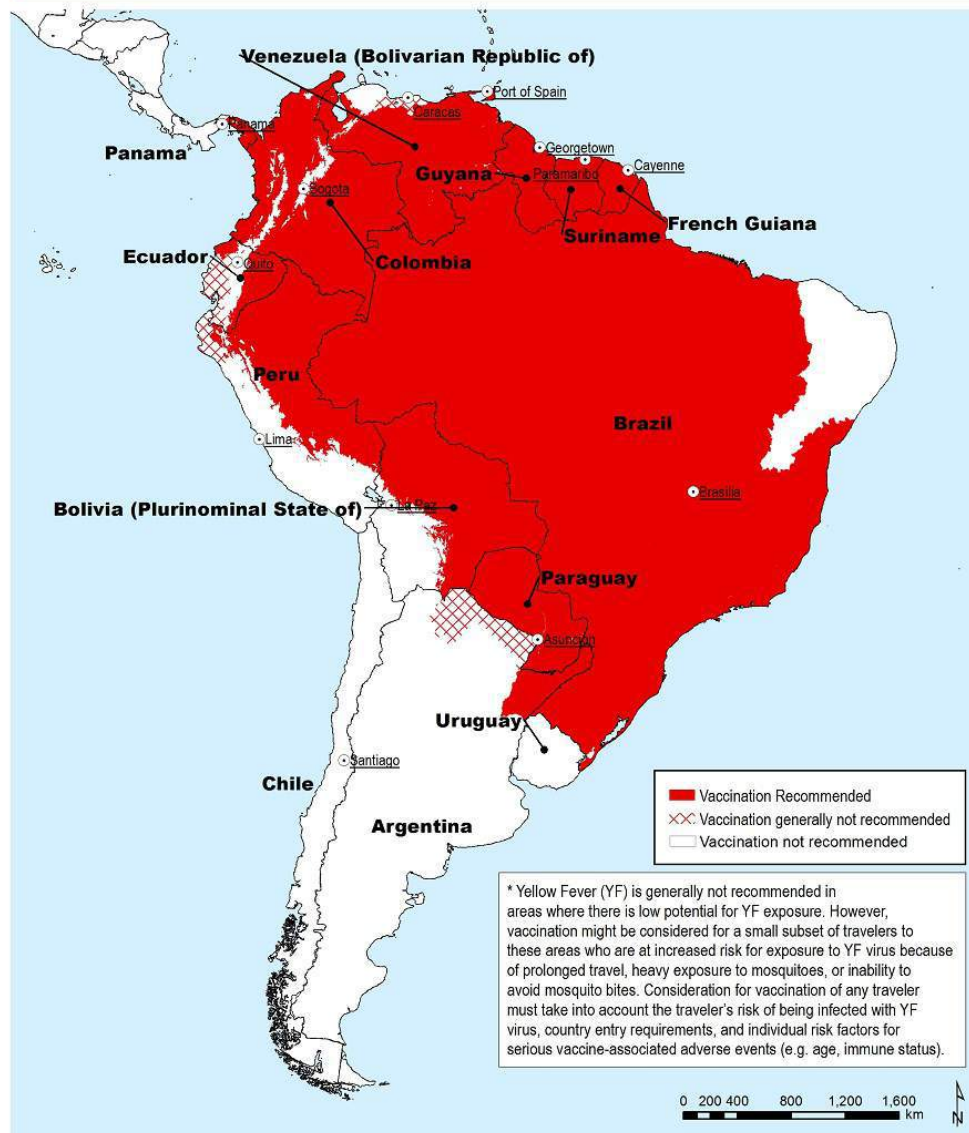 Venezuela (Bolivarian Republic of)
Port of Spain
Caracas
Panama
Panama
Georgetown
Cayenne
Guyana
Paramaribo
Bogota
French Guiana
Suriname
Ecuador
Quito
Colombia
Peru
Brazil
Lima
Brasilia
Bolivia (Plurinominal State of)
La Paz
Paraguay
Asunción
Uruguay
Santiago
Chile
Argentina
Vaccination Recommended
Vaccination generally not recommended
Vaccination not recommended
* Yellow Fever (YF) is generally not recommended in
areas where there is low potential for YF exposure. However,
vaccination might be considered for a small subset of travelers to
these areas who are at increased risk for exposure to YF virus because
of prolonged travel, heavy exposure to mosquitoes, or inability to
avoid mosquito bites. Consideration for vaccination of any traveler
must take into account the traveler's risk of being infected with YF
virus, country entry requirements, and individual risk factors for
serious vaccine-associated adverse events (e.g. age, immune status).
0 200 400 800 1,200 1,600
km
N